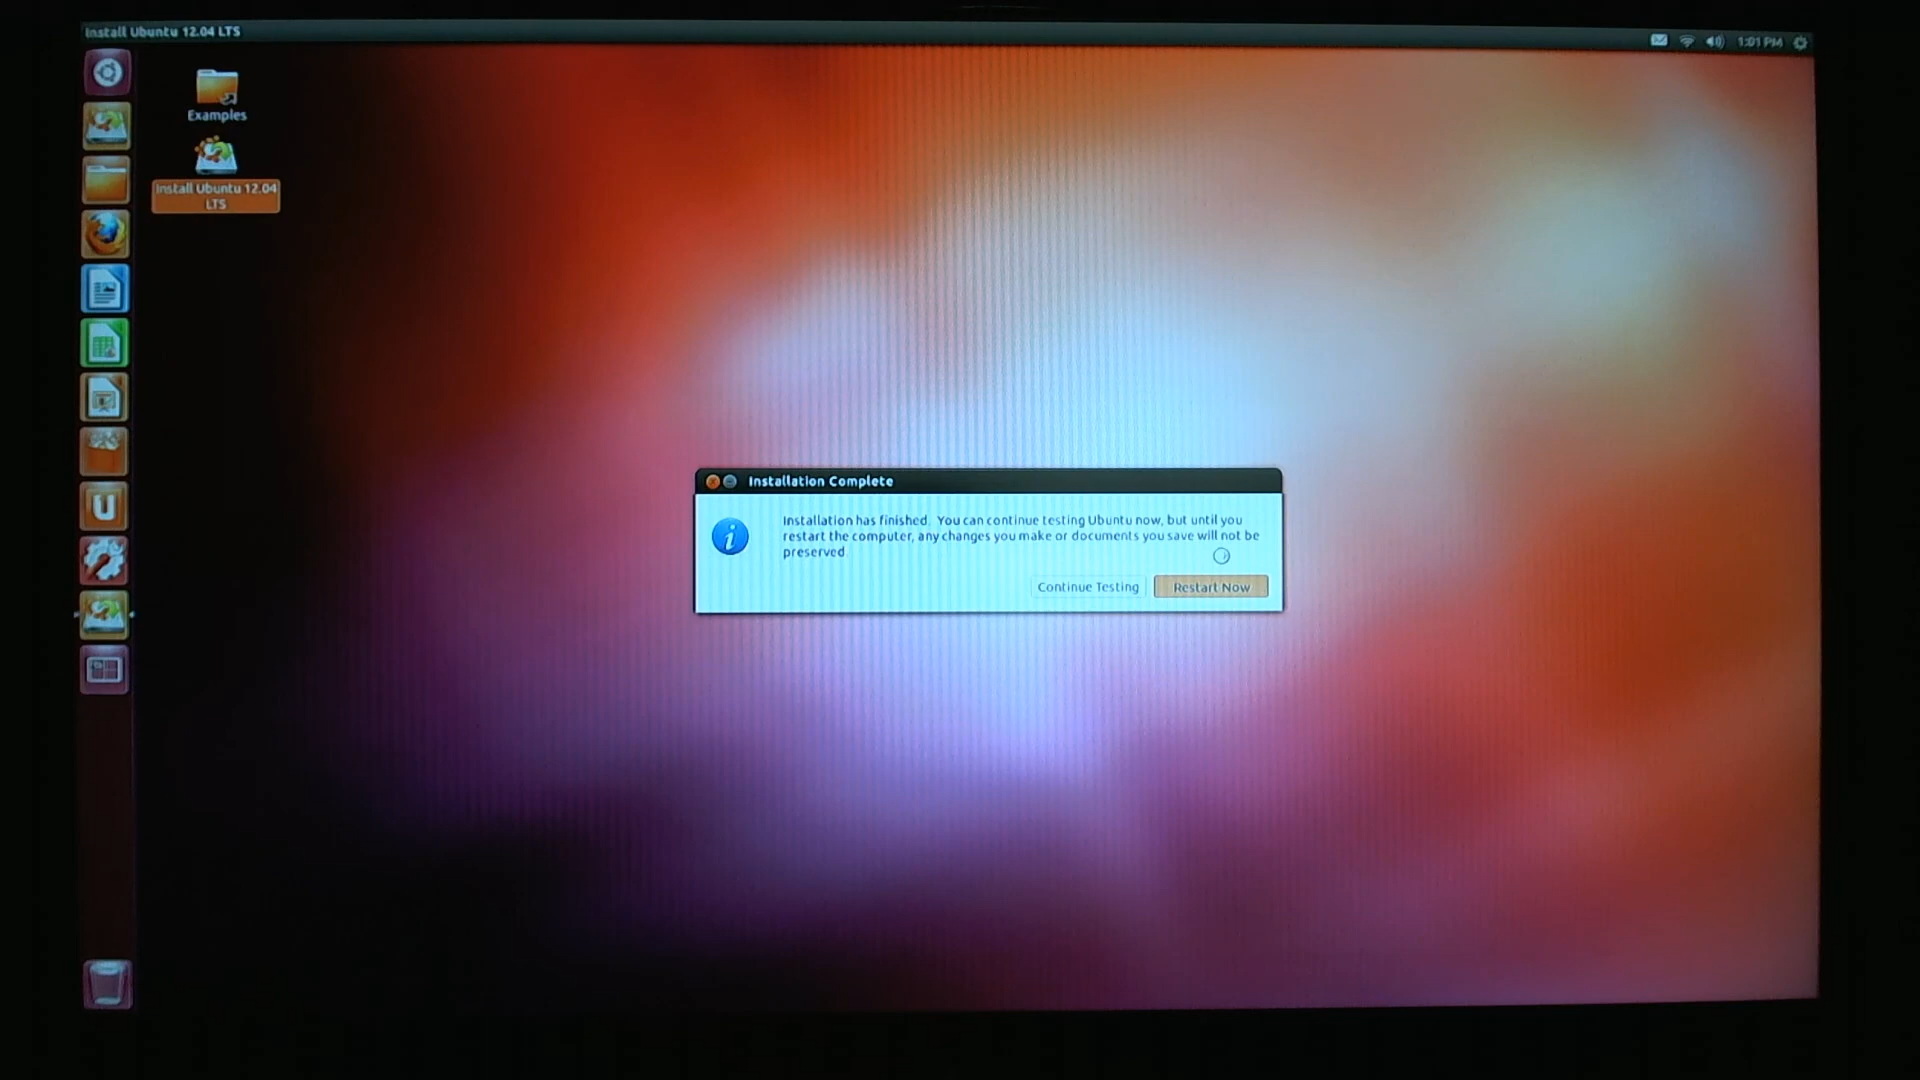 Install Ubuntu 12.04 LTS
1:01 PM
Examples
Install Ubuntu 12.04
LTS
Installation Complete
Installation has finished. You can continue testing Ubuntu now, but until you
restart the computer, any changes you make or documents you save will not be
preserved.
Continue Testing
Restart Now